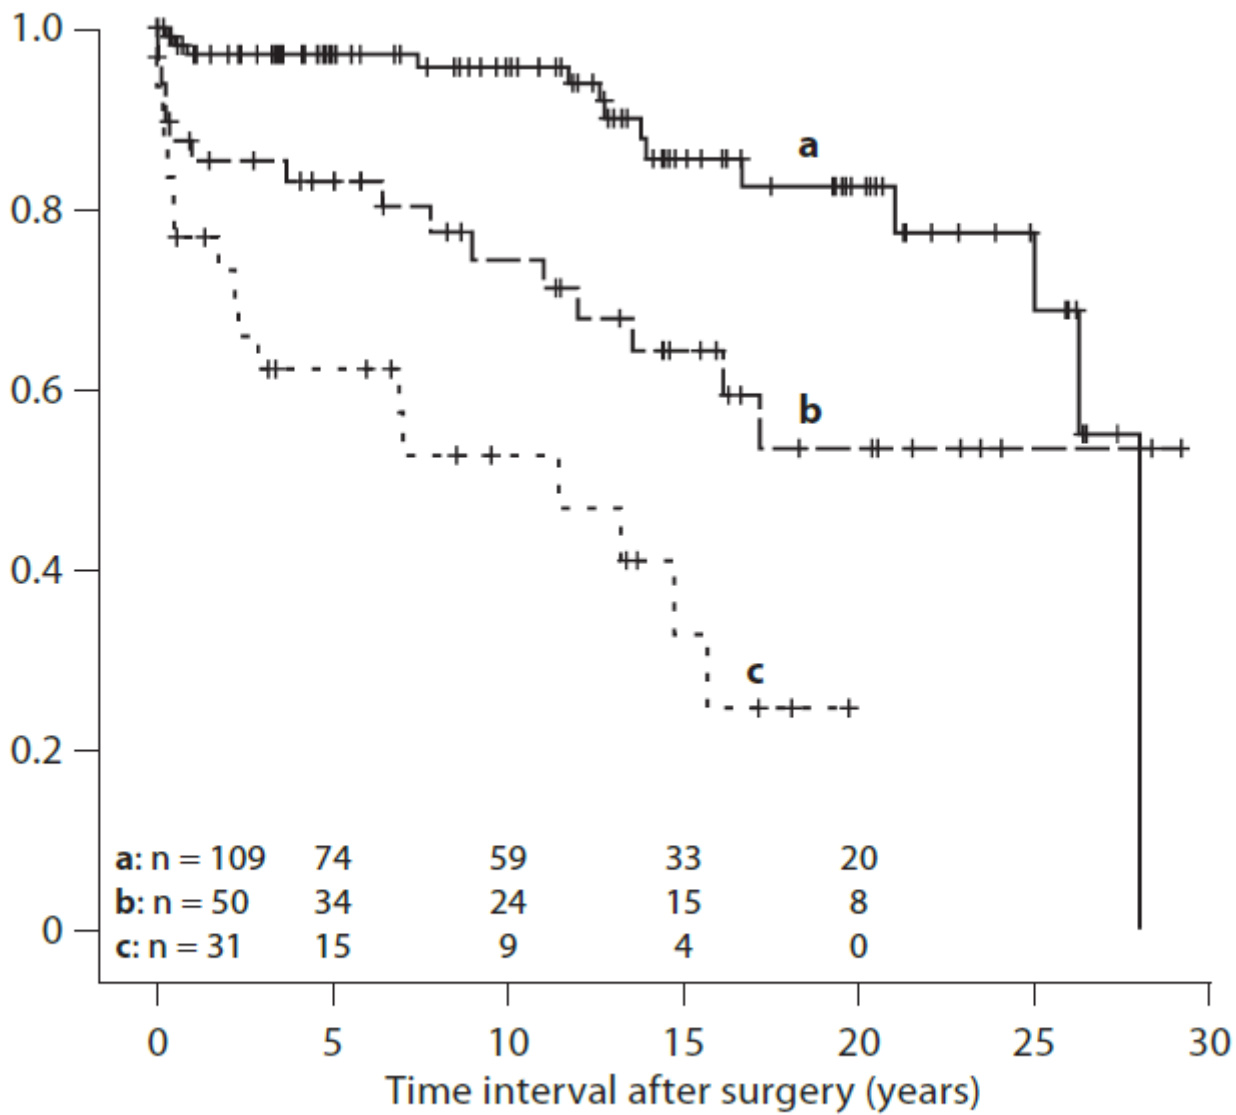 1.0
a
0.8
0.6
b
0.4
c
0.2
a: n = 109 74 59 33 20
b: n = 50 34 24 15 8
0
c: n = 31 15 9 4 0
0 5 10 15 20 25 30
Time interval after surgery (years)